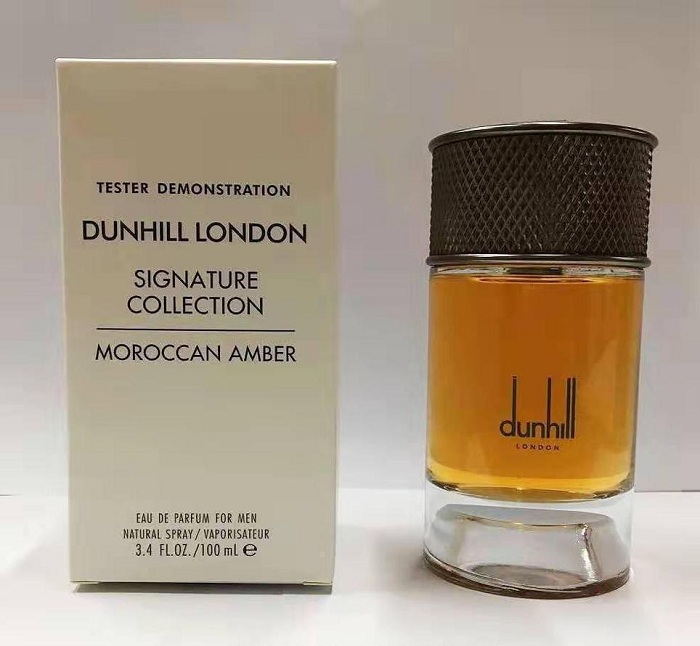 TESTER DEMONSTRATION
DUNHILL LONDON
SIGNATURE
COLLECTION
MOROCCAN AMBER
EAU DE PARFUM FOR MEN
NATURAL SPRAY/VAPORISATEUR
3.4 FL.OZ./100 mL ℮
dunhill
LONDON